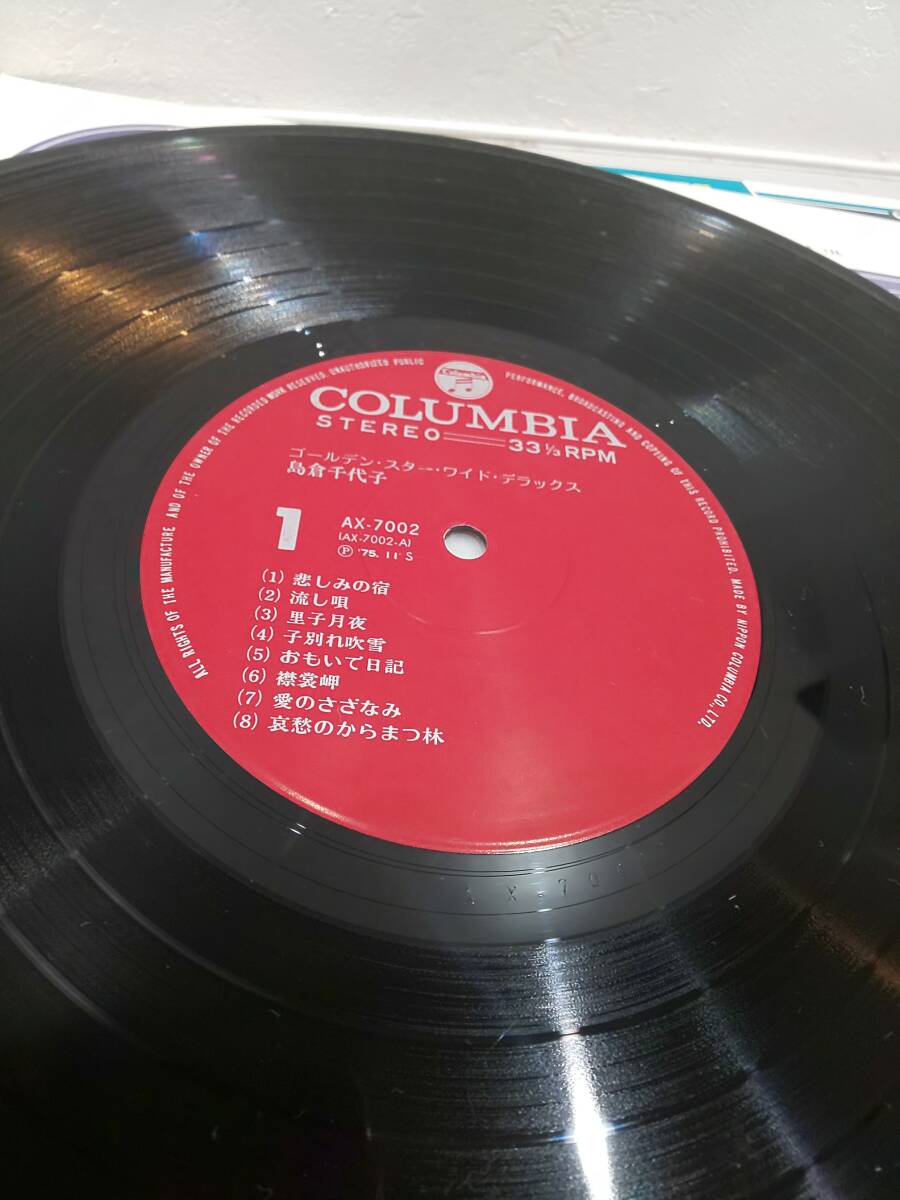 Columbia
COLUMBIA
STEREO 33 1/3 RPM
ゴールデン・スター・ワイド・デラックス
島倉千代子
1
AX-7002
(AX-7002-A)
Ⓟ '75. 11 S
(1) 悲しみの宿
(2) 流し唄
(3) 里子月夜
(4) 子別れ吹雪
(5) おもいで日記
(6) 襟裳岬
(7) 愛のさざなみ
(8) 哀愁のからまつ林
ALL RIGHTS OF THE MANUFACTURE AND OF THE OWNER OF THE RECORDED WORK RESERVED. UNAUTHORIZED PUBLIC PERFORMANCE, BROADCASTING AND COPYING OF THIS RECORD PROHIBITED. MADE BY NIPPON COLUMBIA CO., LTD.